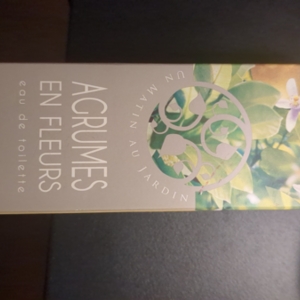 UN MATIN AU JARDIN
AGRUMES
EN FLEURS
eau de toilette